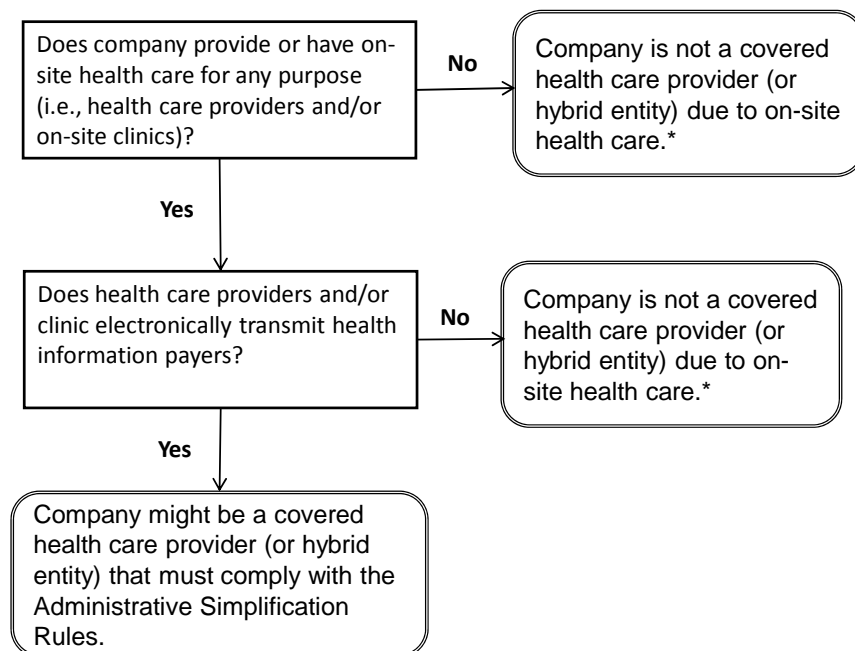 Does company provide or have on-
site health care for any purpose
(i.e., health care providers and/or
on-site clinics)?
No
Company is not a covered
health care provider (or
hybrid entity) due to on-site
health care.*
Yes
Does health care providers and/or
clinic electronically transmit health
information payers?
No
Company is not a covered
health care provider (or
hybrid entity) due to on-
site health care.*
Yes
Company might be a covered
health care provider (or hybrid
entity) that must comply with the
Administrative Simplification
Rules.